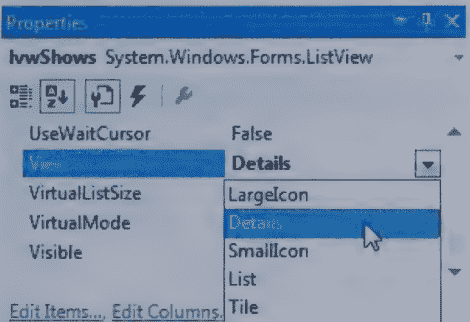 Properties
lvwShows System.Windows.Forms.ListView
UseWaitCursor False
View Details
VirtualListSize LargeIcon
VirtualMode Details
Visible SmallIcon
List
Edit Items..., Edit Columns. Tile